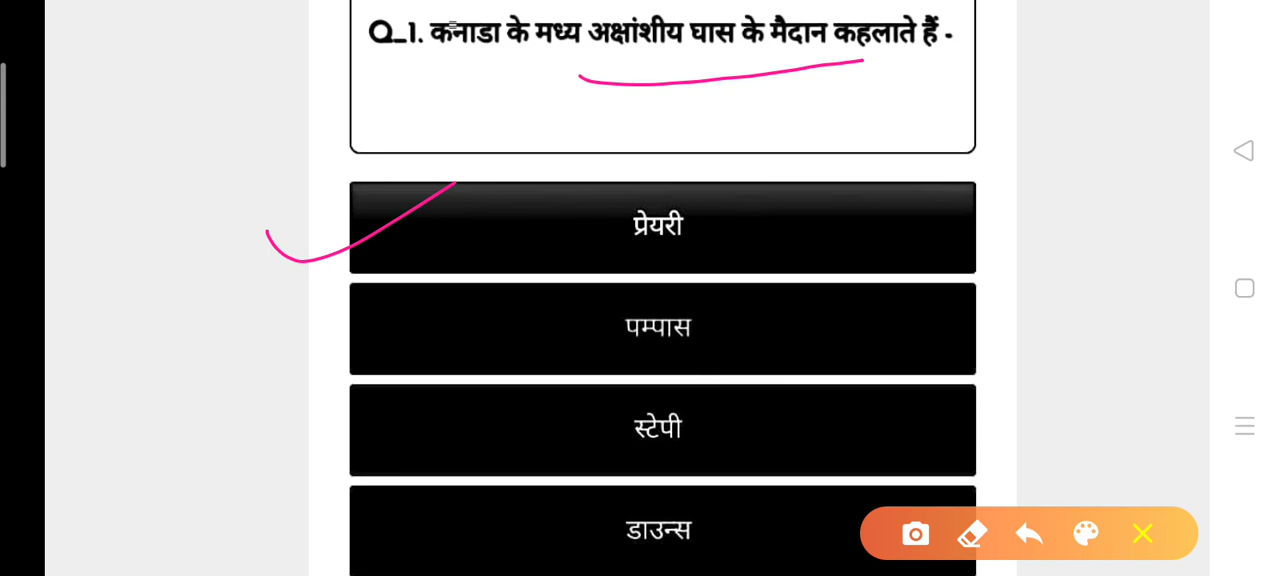 Q_1. कनाडा के मध्य अक्षांशीय घास के मैदान कहलाते हैं -
प्रेयरी
पम्पास
स्टेपी
डाउन्स